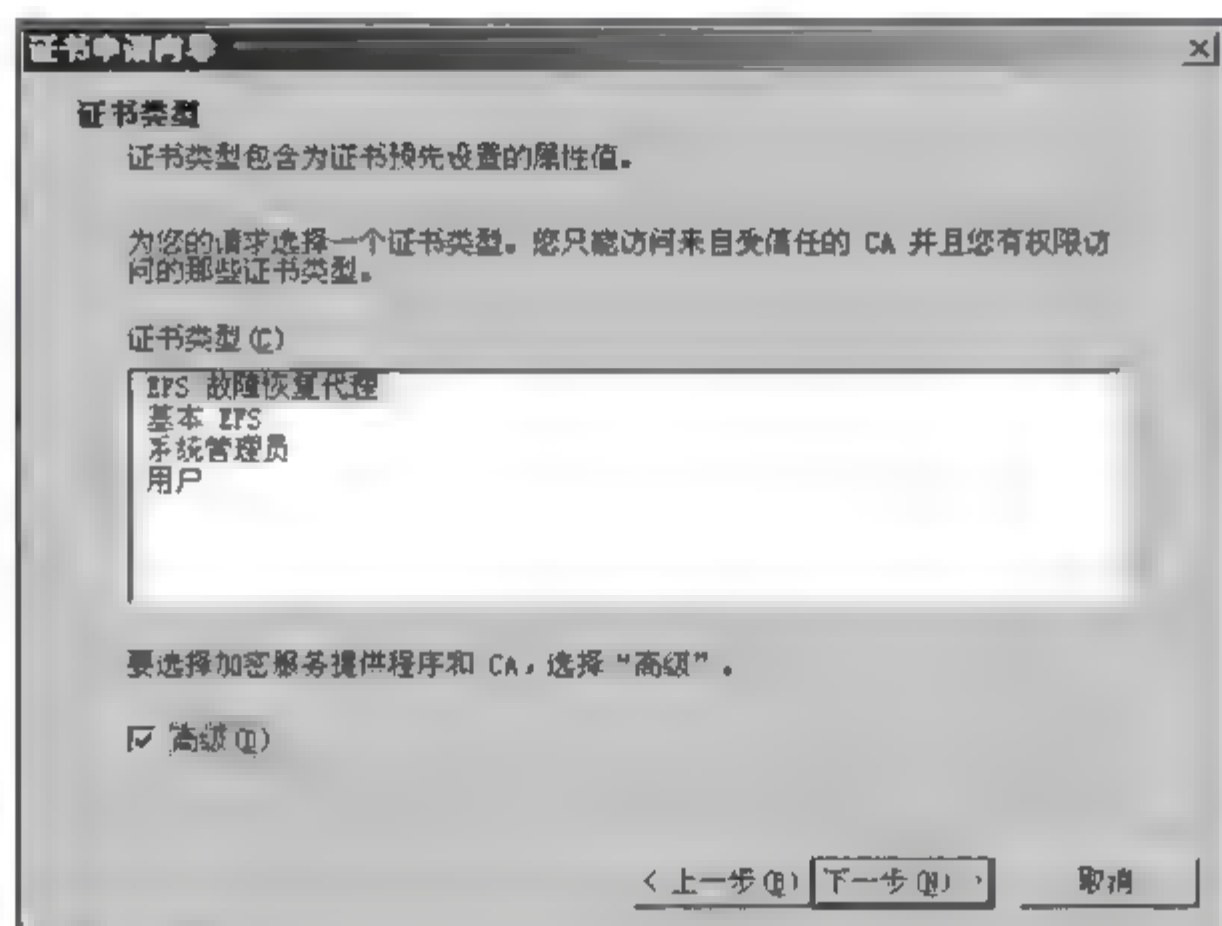 证书申请向导
证书类型
证书类型包含为证书预先设置的属性值。
为您的请求选择一个证书类型。您只能访问来自受信任的 CA 并且您有权限访
问的那些证书类型。
证书类型(C)
EFS 故障恢复代理
基本 EFS
系统管理员
用户
要选择加密服务提供程序和 CA，选择“高级”。
高级
< 上一步(B) 下一步(N) > 取消